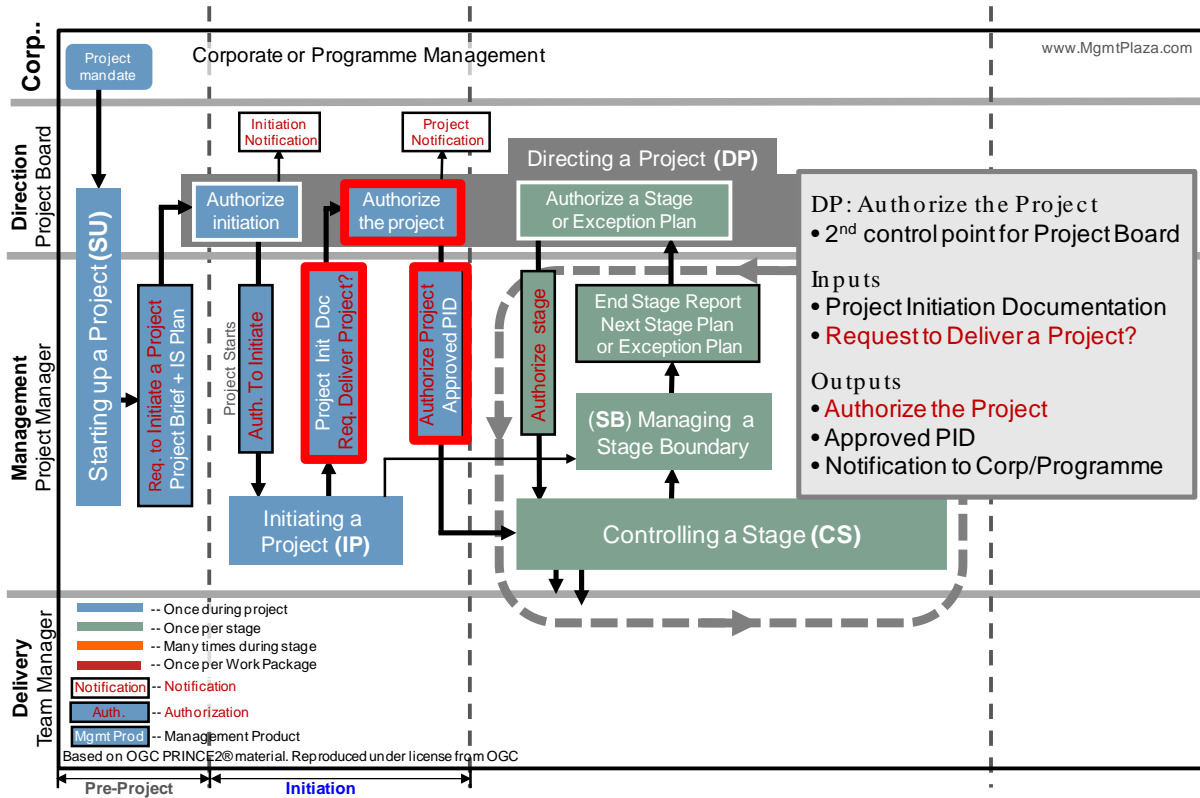 Corp..
Corporate or Programme Management
www.MgmtPlaza.com
Project
mandate
Direction
Project Board
Initiation
Notification
Project
Notification
Directing a Project (DP)
Authorize
initiation
Authorize
the project
Authorize a Stage
or Exception Plan
DP: Authorize the Project
• 2nd control point for Project Board
Inputs
• Project Initiation Documentation
• Request to Deliver a Project?
Outputs
• Authorize the Project
• Approved PID
• Notification to Corp/Programme
Management
Project Manager
Starting up a Project (SU)
Req. to Initiate a Project
Project Brief + IS Plan
Project Starts
Auth. To Initiate
Project Init Doc
Req. Deliver Project?
Authorize Project
Approved PID
Authorize stage
End Stage Report
Next Stage Plan
or Exception Plan
(SB) Managing a
Stage Boundary
Initiating a
Project (IP)
Controlling a Stage (CS)
Delivery
Team Manager
-- Once during project
-- Once per stage
-- Many times during stage
-- Once per Work Package
Notification -- Notification
Auth. -- Authorization
Mgmt Prod -- Management Product
Based on OGC PRINCE2® material. Reproduced under license from OGC
Pre-Project
Initiation